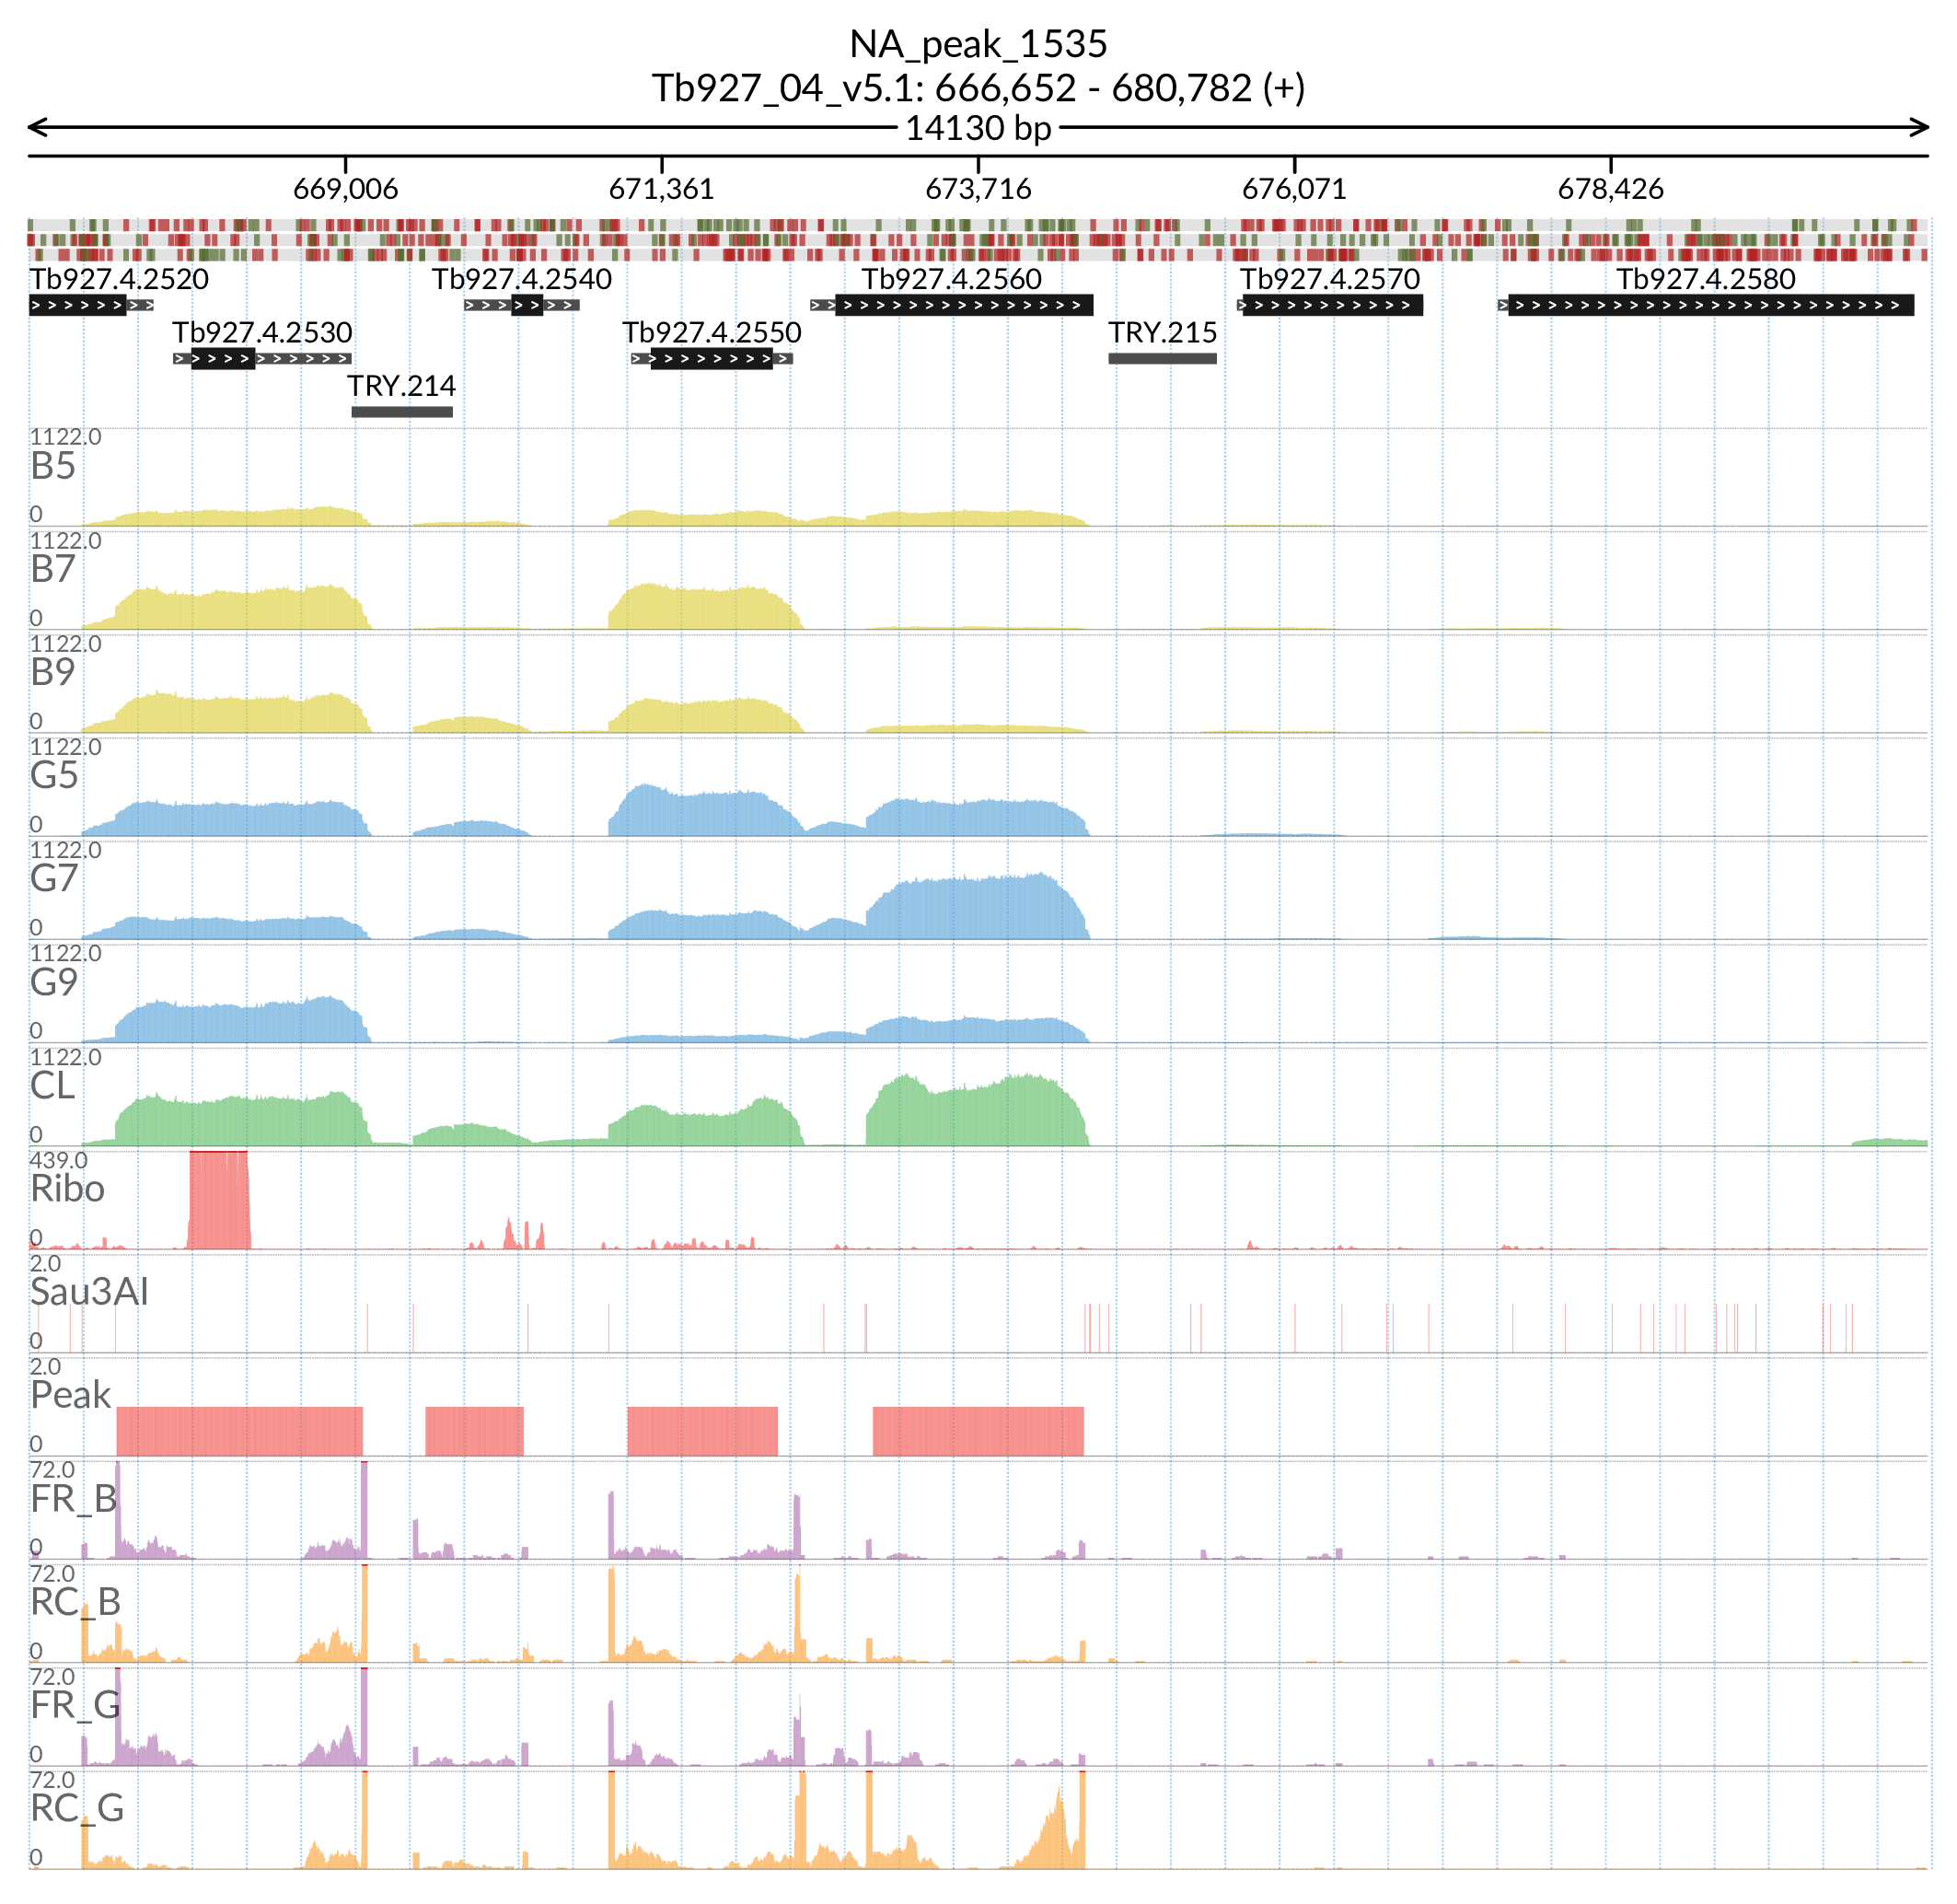 NA_peak_1535
Tb927_04_v5.1: 666,652 - 680,782 (+)
14130 bp
669,006 671,361 673,716 676,071 678,426
Tb927.4.2520 Tb927.4.2540 Tb927.4.2560 Tb927.4.2570 Tb927.4.2580
Tb927.4.2530 Tb927.4.2550 TRY.215
TRY.214
1122.0
B5
0
1122.0
B7
0
1122.0
B9
0
1122.0
G5
0
1122.0
G7
0
1122.0
G9
0
1122.0
CL
0
439.0
Ribo
0
2.0
Sau3AI
0
2.0
Peak
0
72.0
FR_B
0
72.0
RC_B
0
72.0
FR_G
0
72.0
RC_G
0